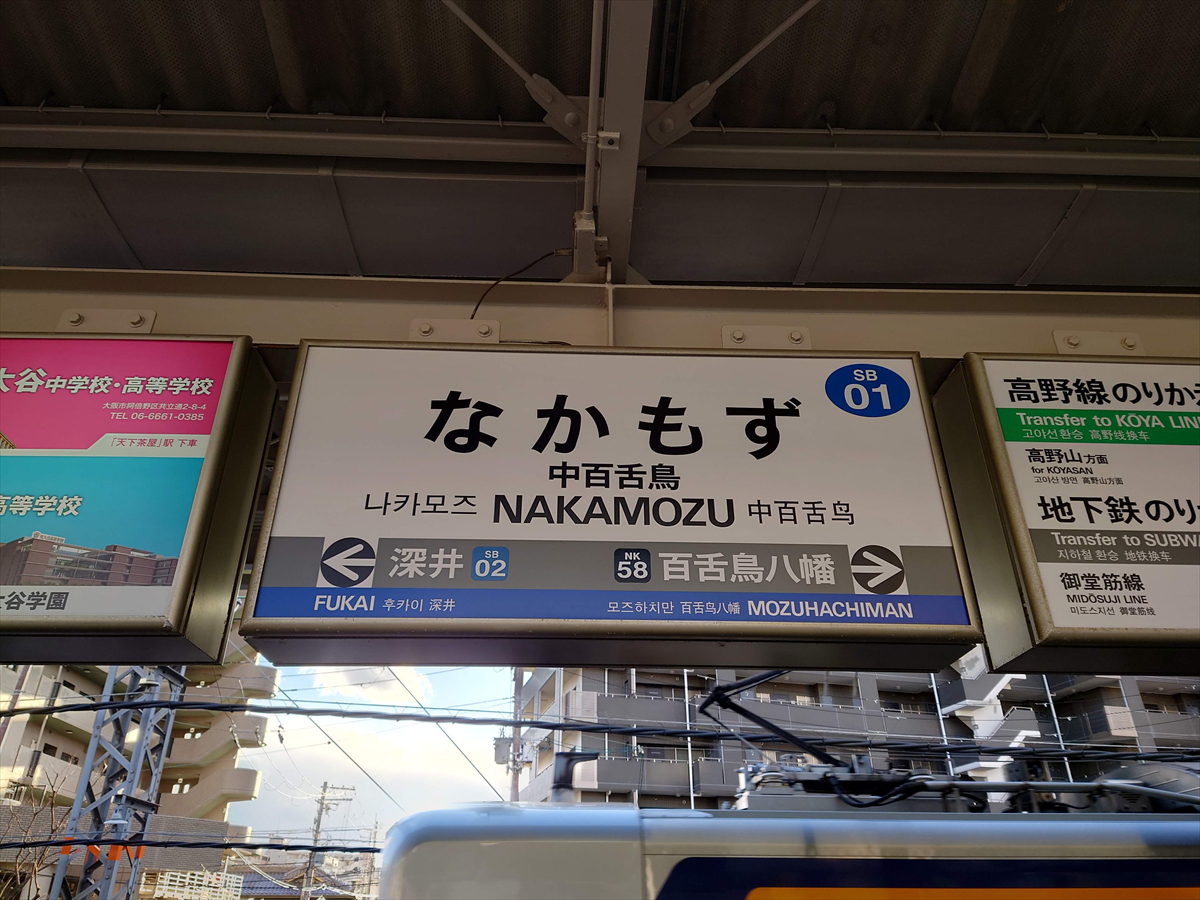 大谷中学校・高等学校
大阪市阿倍野区共立通2-8-4
TEL 06-6661-0385
「天下茶屋」駅 下車
高等学校
大谷学園
なかもず
SB
01
中百舌鳥
나카모즈 NAKAMOZU 中百舌鸟
深井 SB 02
NK 58 百舌鳥八幡
FUKAI 후카이 深井
모즈하치만 百舌鸟八幡 MOZUHACHIMAN
高野線のりか
Transfer to KŌYA LINE
고야선환승 高野线换车
高野山方面
for KŌYASAN
고야산 방면 高野山方面
地下鉄のり
Transfer to SUBWA
지하철 환승 地铁换车
御堂筋線
MIDŌSUJI LINE
미도스지선 御堂筋线